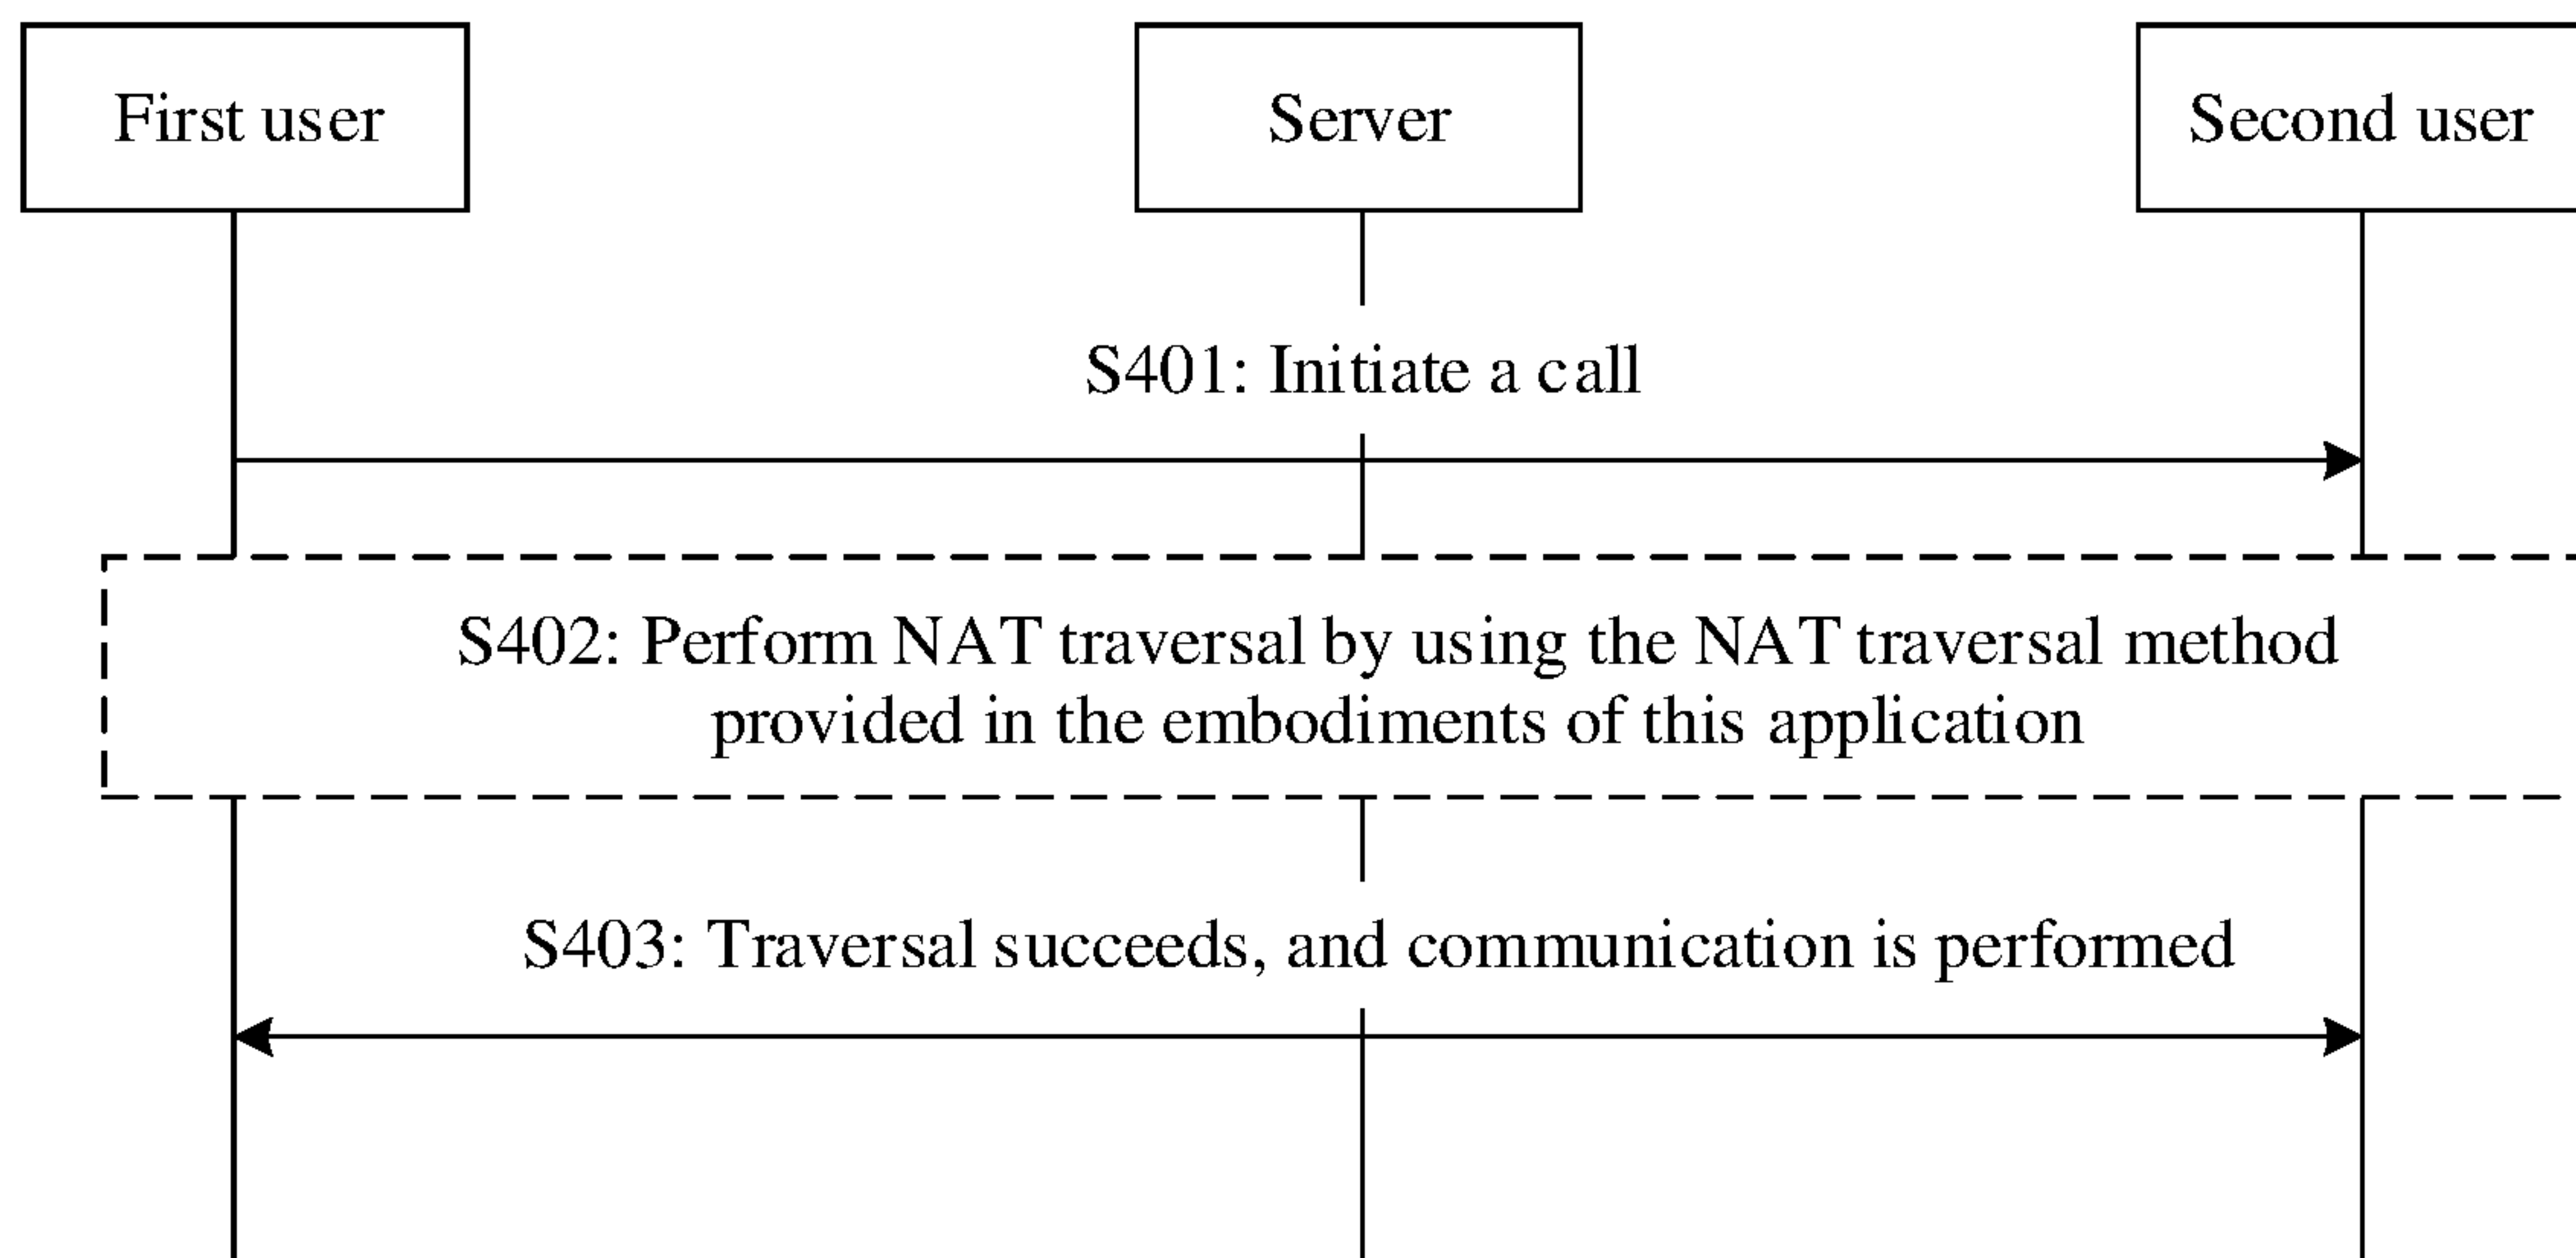 First user
Server
Second user
S401: Initiate a call
S402: Perform NAT traversal by using the NAT traversal method
provided in the embodiments of this application
S403: Traversal succeeds, and communication is performed